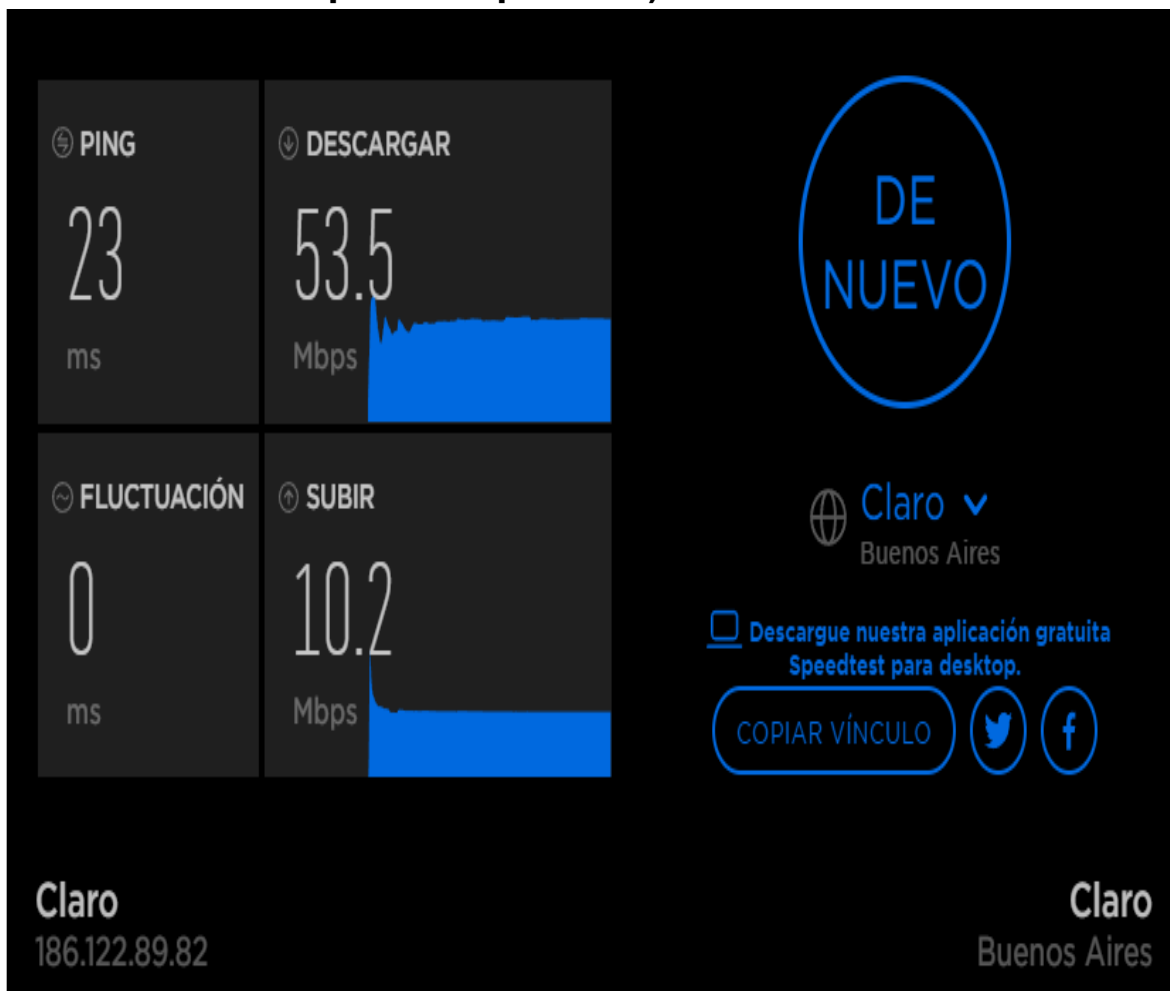 PING
23
ms
DESCARGAR
53.5
Mbps
FLUCTUACIÓN
0
ms
SUBIR
10.2
Mbps
DE
NUEVO
Claro
Buenos Aires
Descargue nuestra aplicación gratuita
Speedtest para desktop.
COPIAR VÍNCULO
Claro
186.122.89.82
Claro
Buenos Aires